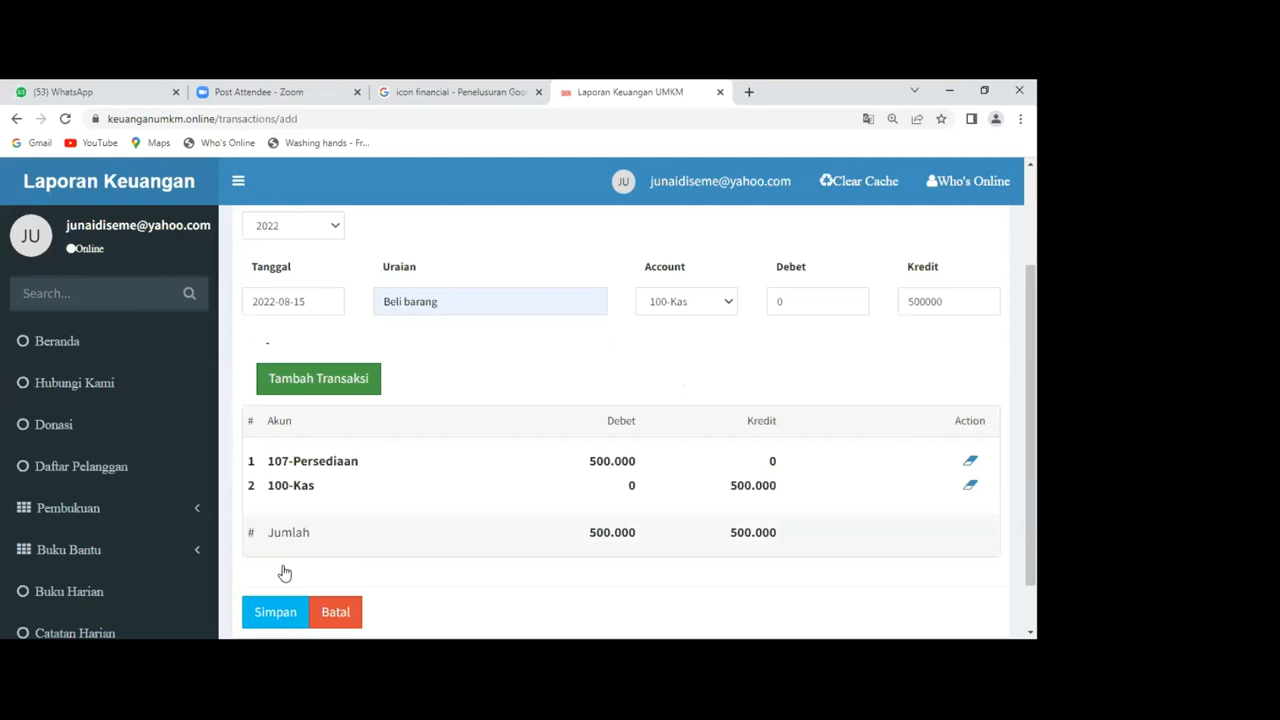 (53) WhatsApp
Post Attendee - Zoom
icon financial - Penelusuran Goo
Laporan Keuangan UMKM
keuanganumkm.online/transactions/add
Gmail YouTube Maps Who's Online Washing hands - Fr...
Laporan Keuangan
JU junaidiseme@yahoo.com Clear Cache Who's Online
JU junaidiseme@yahoo.com
Online
Search...
Beranda
Hubungi Kami
Donasi
Daftar Pelanggan
Pembukuan
Buku Bantu
Buku Harian
Catatan Harian
2022
Tanggal Uraian Account Debet Kredit
2022-08-15 Beli barang 100-Kas 0 500000
-
Tambah Transaksi
# Akun Debet Kredit Action
1 107-Persediaan 500.000 0
2 100-Kas 0 500.000
# Jumlah 500.000 500.000
Simpan Batal